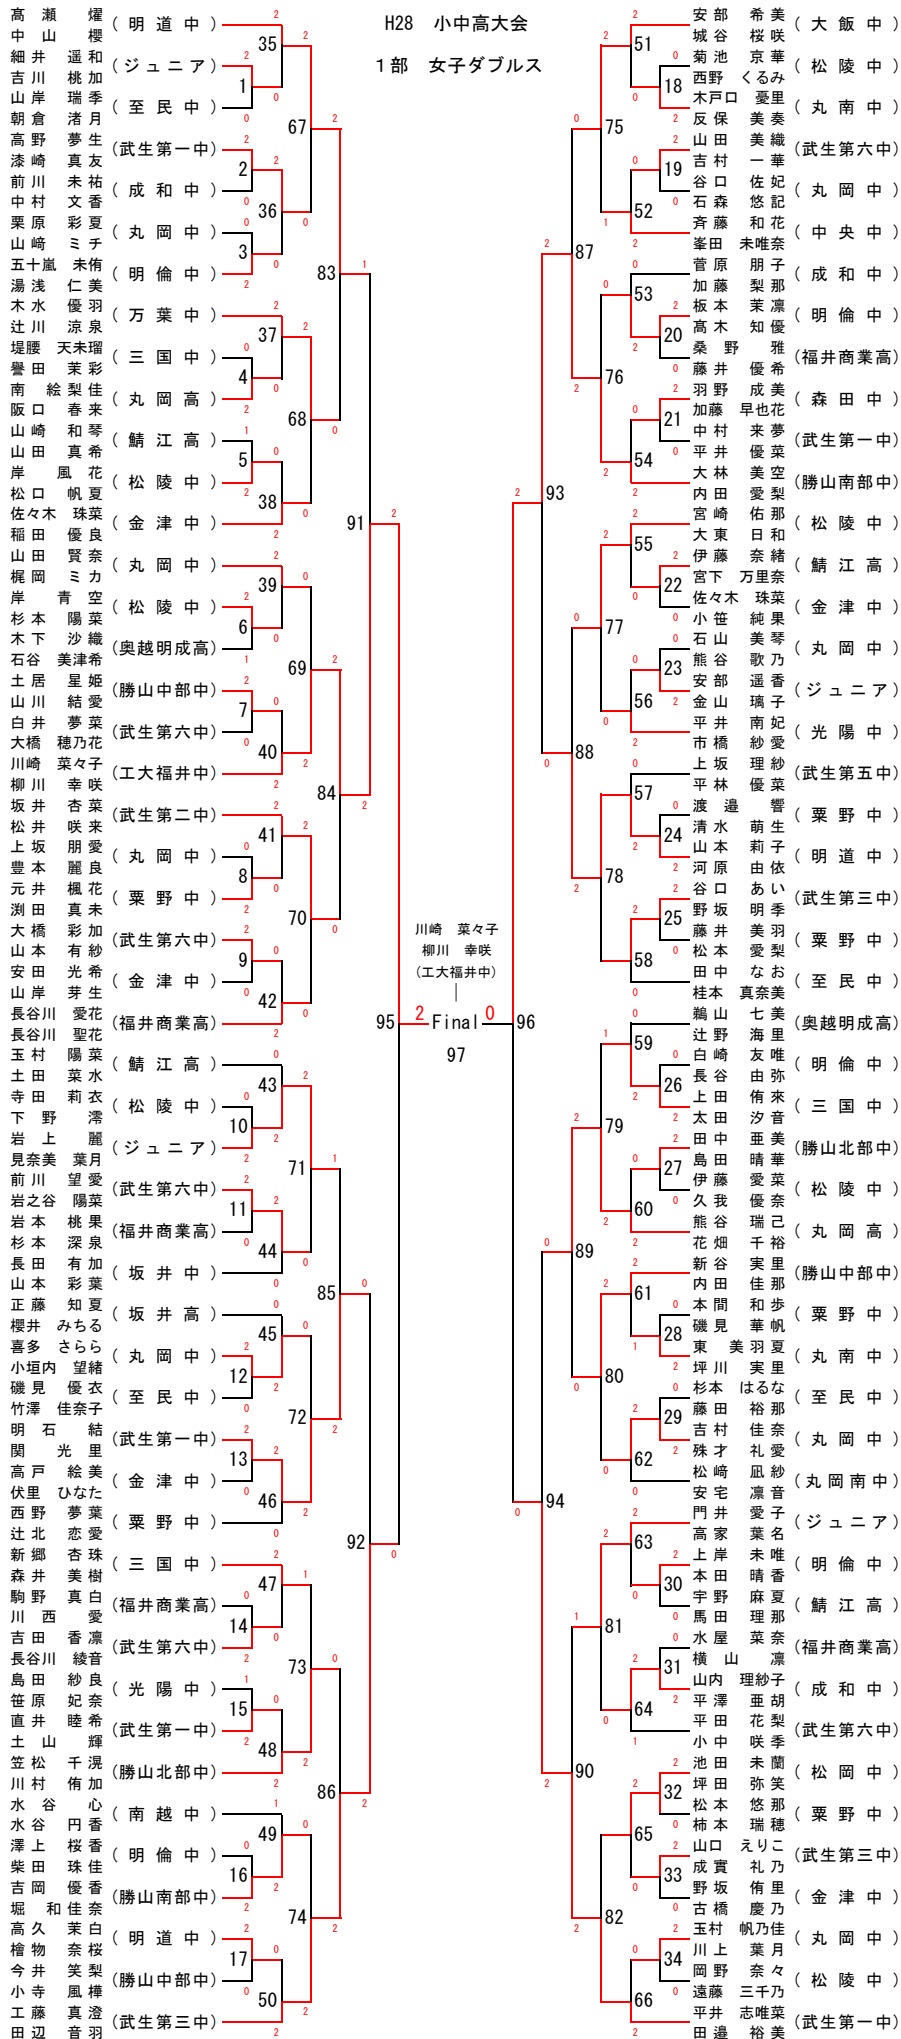 H28　小中高大会
１部　女子ダブルス
髙瀬　燿
中山　櫻
(明道中)
細井　遥和
吉川　桃加
(ジュニア)
山岸　瑞季
朝倉　渚月
(至民中)
高野　夢生
漆崎　真友
(武生第一中)
前川　未祐
中村　文香
(成和中)
栗原　彩夏
山﨑　ミチ
(丸岡中)
五十嵐　未侑
湯浅　仁美
(明倫中)
木水　優羽
辻川　涼泉
(万葉中)
堤腰　天未瑠
譽田　茉彩
(三国中)
南　絵梨佳
阪口　春来
(丸岡高)
山崎　和琴
山田　真希
(鯖江高)
岸　風花
松口　帆夏
(松陵中)
佐々木　珠菜
稲田　優良
(金津中)
山田　賢奈
梶岡　ミカ
(丸岡中)
岸　青空
杉本　陽菜
(松陵中)
木下　沙織
石谷　美津希
(奥越明成高)
土居　星姫
山川　結愛
(勝山中部中)
白井　夢菜
大橋　穂乃花
(武生第六中)
川崎　菜々子
柳川　幸咲
(工大福井中)
坂井　杏菜
松井　咲来
(武生第二中)
上坂　朋愛
豊本　麗良
(丸岡中)
元井　楓花
渕田　真未
(粟野中)
大橋　彩加
山本　有紗
(武生第六中)
安田　光希
山岸　芽生
(金津中)
長谷川　愛花
長谷川　聖花
(福井商業高)
玉村　陽菜
土田　菜水
(鯖江高)
寺田　莉衣
下野　澪
(松陵中)
岩上　麗
見奈美　葉月
(ジュニア)
前川　望愛
岩之谷　陽菜
(武生第六中)
岩本　桃果
杉本　深泉
(福井商業高)
長田　有加
山本　彩葉
(坂井中)
正藤　知夏
櫻井　みちる
(坂井高)
喜多　さらら
小垣内　望緒
(丸岡中)
磯見　優衣
竹澤　佳奈子
(至民中)
明石　結
関　光里
(武生第一中)
高戸　絵美
伏里　ひなた
(金津中)
西野　夢葉
辻北　恋愛
(粟野中)
新郷　杏珠
森井　美樹
(三国中)
駒野　真白
川西　愛
(福井商業高)
吉田　香凛
長谷川　綾音
(武生第六中)
島田　紗良
笹原　妃奈
(光陽中)
直井　睦希
土山　輝
(武生第一中)
笠松　千滉
川村　侑加
(勝山北部中)
水谷　心
水谷　円香
(南越中)
澤上　桜香
柴田　珠佳
(明倫中)
吉岡　優香
堀　和佳奈
(勝山南部中)
高久　茉白
檜物　奈桜
(明道中)
今井　笑梨
小寺　風樺
(勝山中部中)
工藤　真澄
田辺　音羽
(武生第三中)
川崎　菜々子
柳川　幸咲
(工大福井中)
95 2 Final 0 96
97
安部　希美
城谷　桜咲
(大飯中)
菊池　京華
西野　くるみ
(松陵中)
木戸口　憂里
反保　美奏
(丸南中)
山田　美織
吉村　一華
(武生第六中)
谷口　佐妃
石森　悠記
(丸岡中)
斉藤　和花
峯田　未唯奈
(中央中)
菅原　朋子
加藤　梨那
(成和中)
板本　茉凛
髙木　知優
(明倫中)
桑野　雅
藤井　優希
(福井商業高)
羽野　成美
加藤　早也花
(森田中)
中村　来夢
平井　優菜
(武生第一中)
大林　美空
内田　愛梨
(勝山南部中)
宮崎　佑那
大東　日和
(松陵中)
伊藤　奈緒
宮下　万里奈
(鯖江高)
佐々木　珠菜
小笹　純果
(金津中)
石山　美琴
熊谷　歌乃
(丸岡中)
安部　遥香
金山　璃子
(ジュニア)
平井　南妃
市橋　紗愛
(光陽中)
上坂　理紗
平林　優菜
(武生第五中)
渡邉　響
清水　萌生
(粟野中)
山本　莉子
河原　由依
(明道中)
谷口　あい
野坂　明季
(武生第三中)
藤井　美羽
松本　愛梨
(粟野中)
田中　なお
桂本　真奈美
(至民中)
鵜山　七美
辻野　海里
(奥越明成高)
白崎　友唯
長谷　由弥
(明倫中)
上田　侑來
太田　汐音
(三国中)
田中　亜美
島田　晴華
(勝山北部中)
伊藤　愛菜
久我　優奈
(松陵中)
熊谷　瑞己
花畑　千裕
(丸岡高)
新谷　実里
内田　佳那
(勝山中部中)
本間　和歩
磯見　華帆
(粟野中)
東　美羽夏
坪川　実里
(丸南中)
杉本　はるな
藤田　裕那
(至民中)
吉村　佳奈
殊才　礼愛
(丸岡中)
松﨑　凪紗
安宅　凛音
(丸岡南中)
門井　愛子
高家　葉名
(ジュニア)
上岸　未唯
本田　晴香
(明倫中)
宇野　麻夏
馬田　理那
(鯖江高)
水屋　菜奈
横山　凛
(福井商業高)
山内　理紗子
平澤　亜胡
(成和中)
平田　花梨
小中　咲季
(武生第六中)
池田　未蘭
坪田　弥笑
(松岡中)
松本　悠那
柿本　瑞穂
(粟野中)
山口　えりこ
成實　礼乃
(武生第三中)
野坂　侑里
古橋　慶乃
(金津中)
玉村　帆乃佳
川上　葉月
(丸岡中)
岡野　奈々
遠藤　三千乃
(松陵中)
平井　志唯菜
田邉　裕美
(武生第一中)